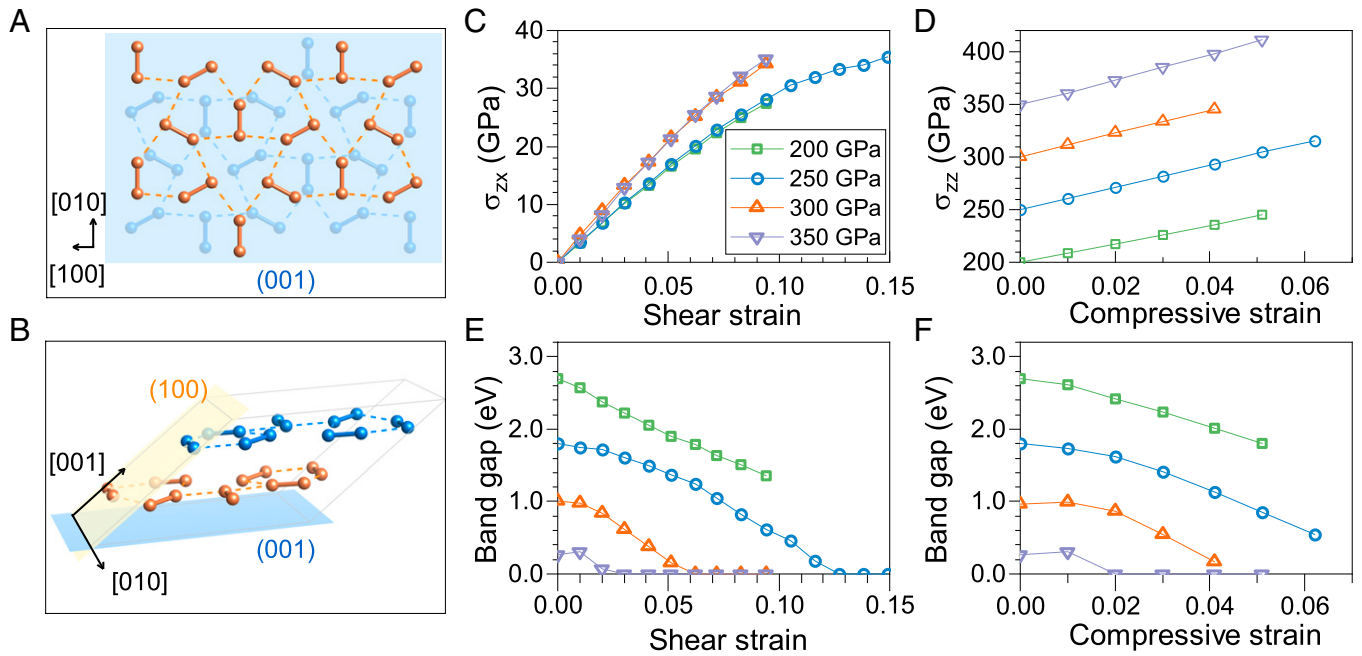 A
[010]
[100]
(001)
B
(100)
[001]
(001)
[010]
C
σzx (GPa)
40
30
20
10
0
0.00
0.05
0.10
0.15
Shear strain
200 GPa
250 GPa
300 GPa
350 GPa
D
σzz (GPa)
400
350
300
250
200
0.00
0.02
0.04
0.06
Compressive strain
E
Band gap (eV)
3.0
2.0
1.0
0.0
0.00
0.05
0.10
0.15
Shear strain
F
Band gap (eV)
3.0
2.0
1.0
0.0
0.00
0.02
0.04
0.06
Compressive strain